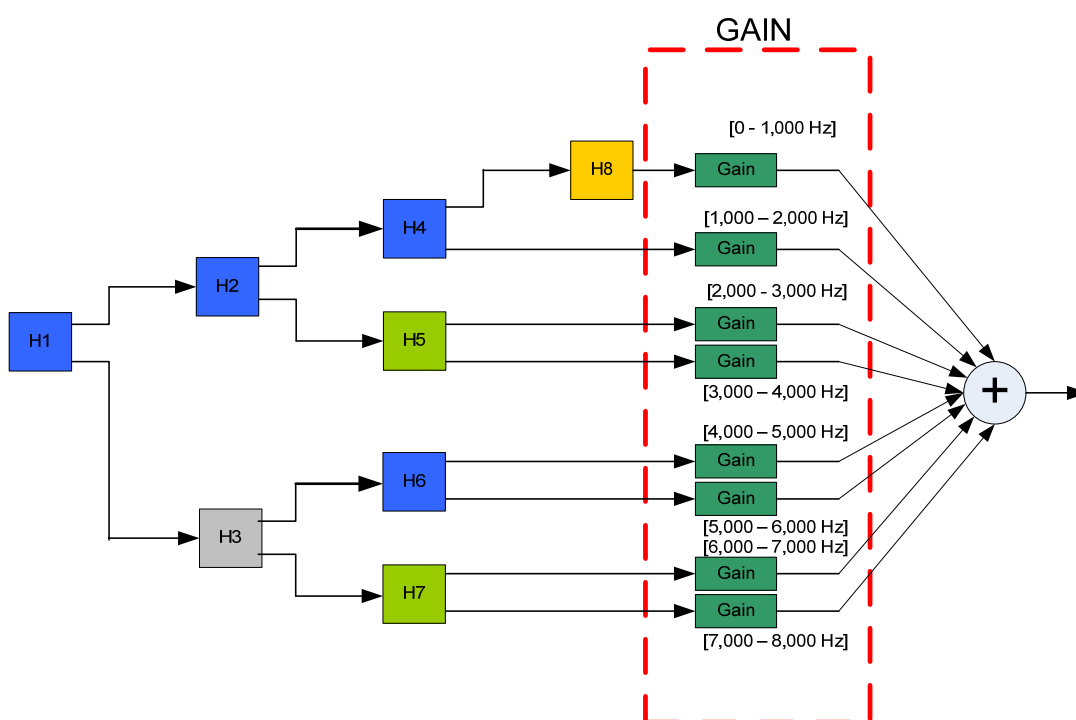 GAIN
[0 - 1,000 Hz]
H8
Gain
[1,000 – 2,000 Hz]
H4
Gain
H2
[2,000 - 3,000 Hz]
Gain
H1
H5
Gain
[3,000 – 4,000 Hz]
+
[4,000 – 5,000 Hz]
Gain
H6
Gain
[5,000 – 6,000 Hz]
H3
[6,000 – 7,000 Hz]
Gain
H7
Gain
[7,000 – 8,000 Hz]